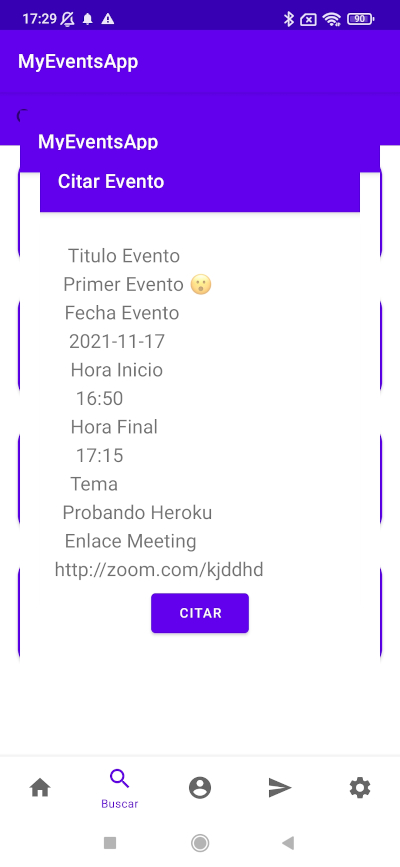 17:29
90
MyEventsApp
MyEventsApp
Citar Evento
Titulo Evento
Primer Evento 😮
Fecha Evento
2021-11-17
Hora Inicio
16:50
Hora Final
17:15
Tema
Probando Heroku
Enlace Meeting
http://zoom.com/kjddhd
CITAR
Buscar